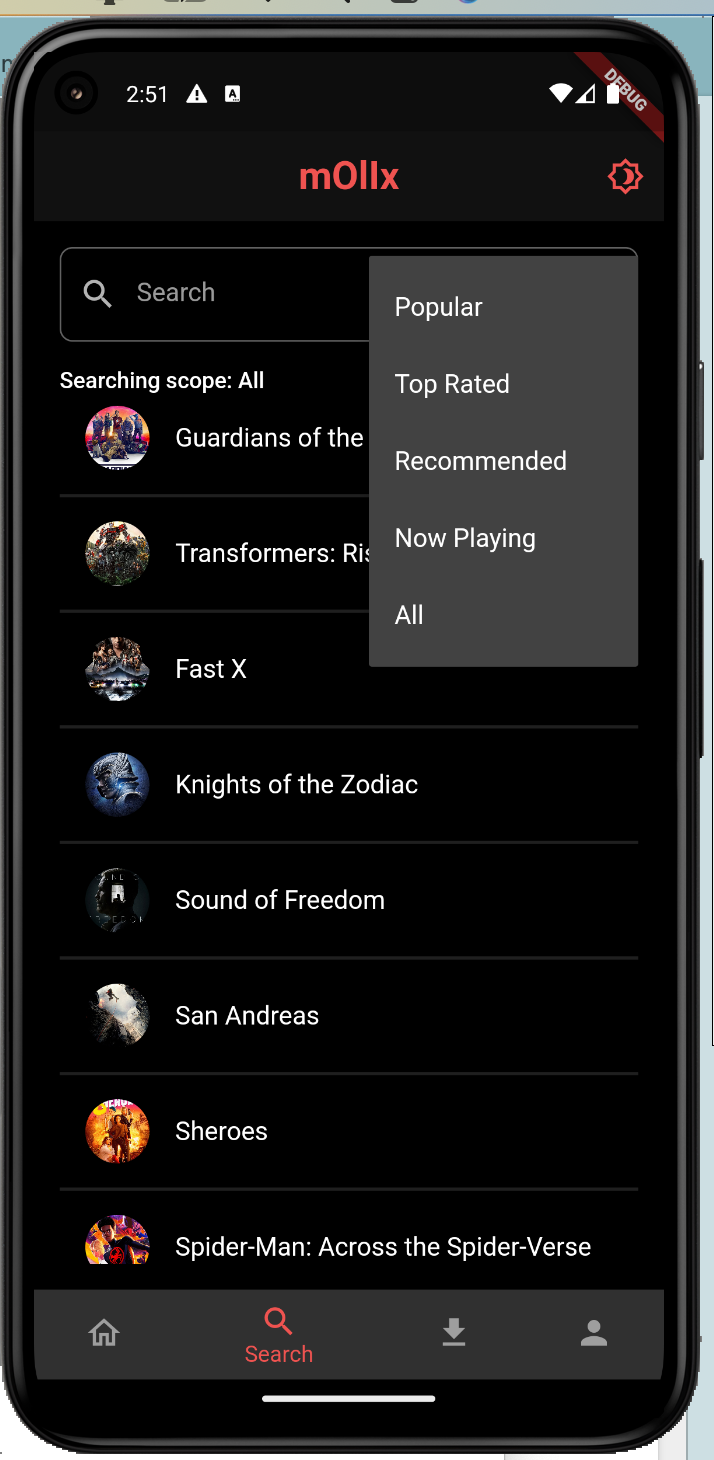 2:51
DEBUG
mOllx
Search
Popular
Top Rated
Recommended
Now Playing
All
Searching scope: All
Guardians of the
Transformers: Ris
Fast X
Knights of the Zodiac
Sound of Freedom
San Andreas
Sheroes
Spider-Man: Across the Spider-Verse
Search